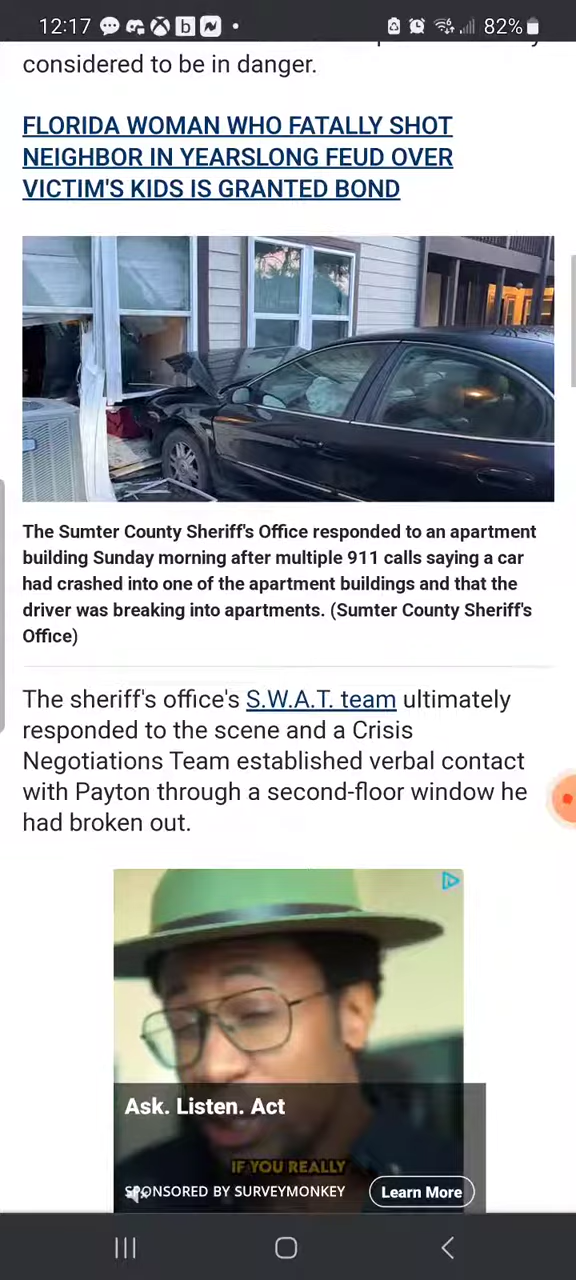 12:17
82%
considered to be in danger.
FLORIDA WOMAN WHO FATALLY SHOT
NEIGHBOR IN YEARSLONG FEUD OVER
VICTIM'S KIDS IS GRANTED BOND
The Sumter County Sheriff's Office responded to an apartment
building Sunday morning after multiple 911 calls saying a car
had crashed into one of the apartment buildings and that the
driver was breaking into apartments. (Sumter County Sheriff's
Office)
The sheriff's office's S.W.A.T. team ultimately
responded to the scene and a Crisis
Negotiations Team established verbal contact
with Payton through a second-floor window he
had broken out.
Ask. Listen. Act
IF YOU REALLY
SPONSORED BY SURVEYMONKEY
Learn More